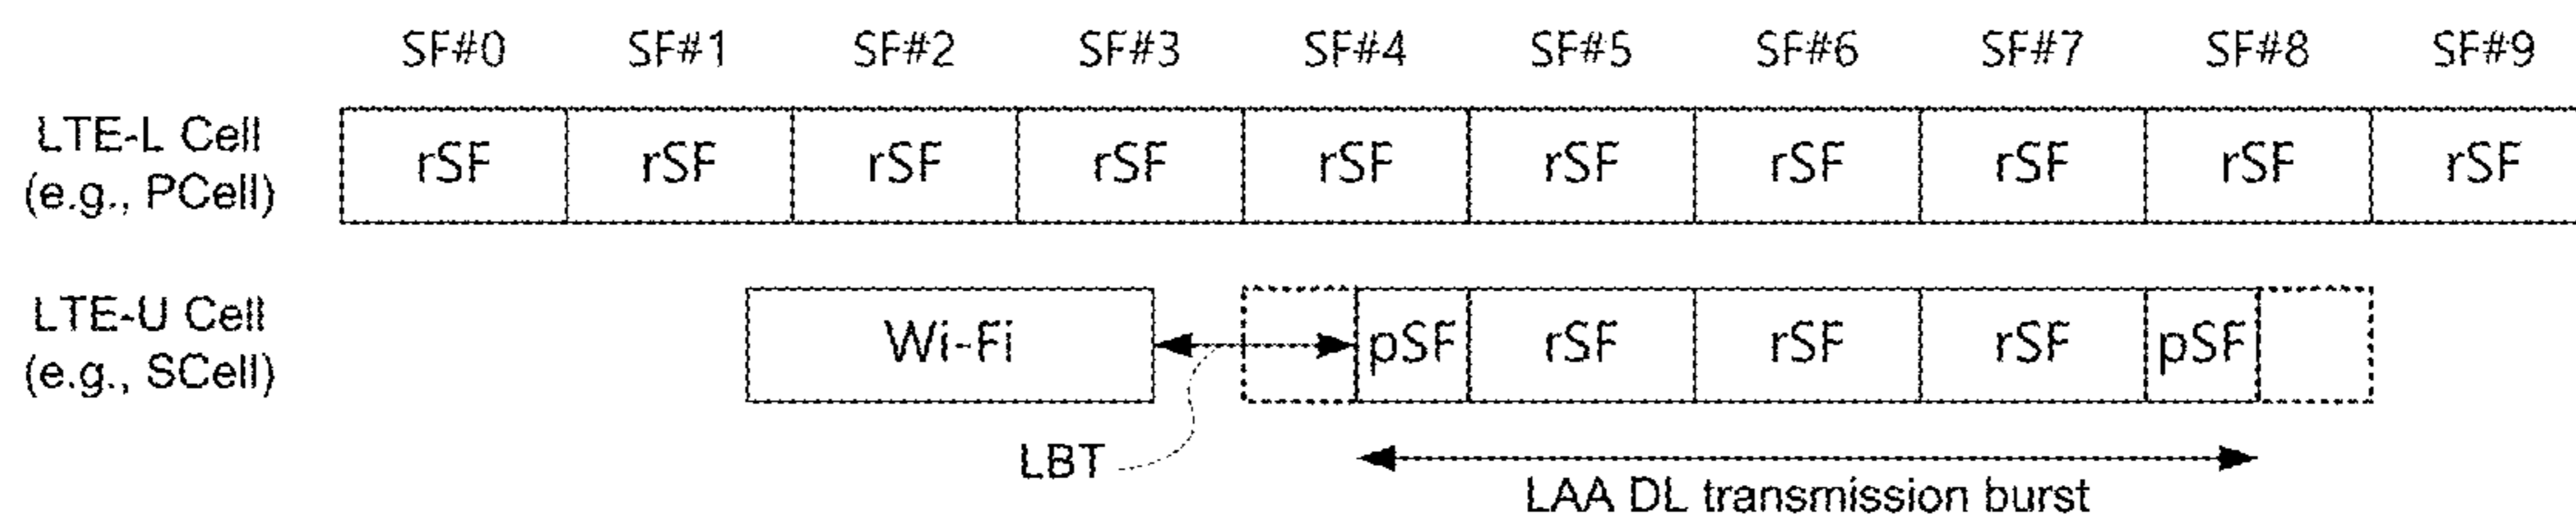 SF#0 SF#1 SF#2 SF#3 SF#4 SF#5 SF#6 SF#7 SF#8 SF#9
LTE-L Cell
(e.g., PCell)
rSF rSF rSF rSF rSF rSF rSF rSF rSF rSF
LTE-U Cell
(e.g., SCell)
Wi-Fi pSF rSF rSF rSF pSF
LBT
LAA DL transmission burst